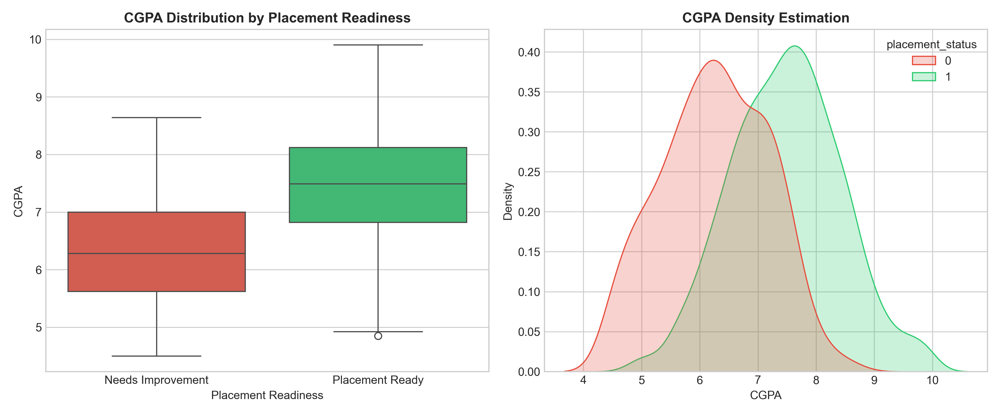 CGPA Distribution by Placement Readiness
10
9
8
7
6
5
CGPA
Needs Improvement
Placement Ready
Placement Readiness
CGPA Density Estimation
placement_status
0
1
0.40
0.35
0.30
0.25
0.20
0.15
0.10
0.05
0.00
Density
4 5 6 7 8 9 10
CGPA